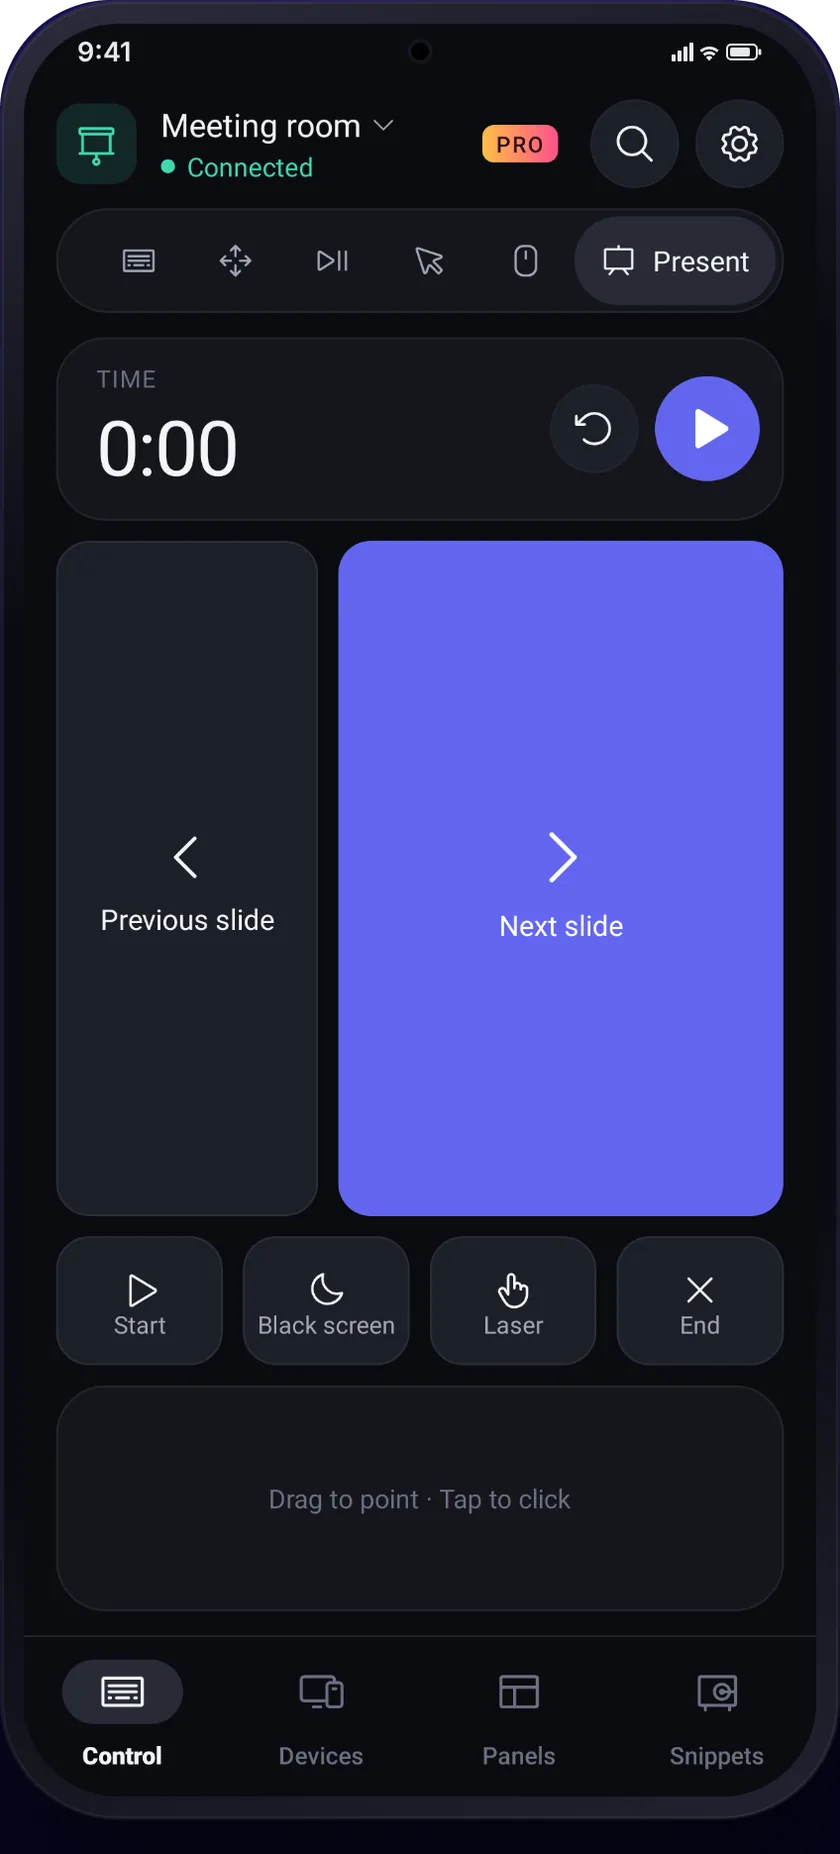 9:41
Meeting room
Connected
PRO
Present
TIME
0:00
Previous slide
Next slide
Start
Black screen
Laser
End
Drag to point · Tap to click
Control
Devices
Panels
Snippets